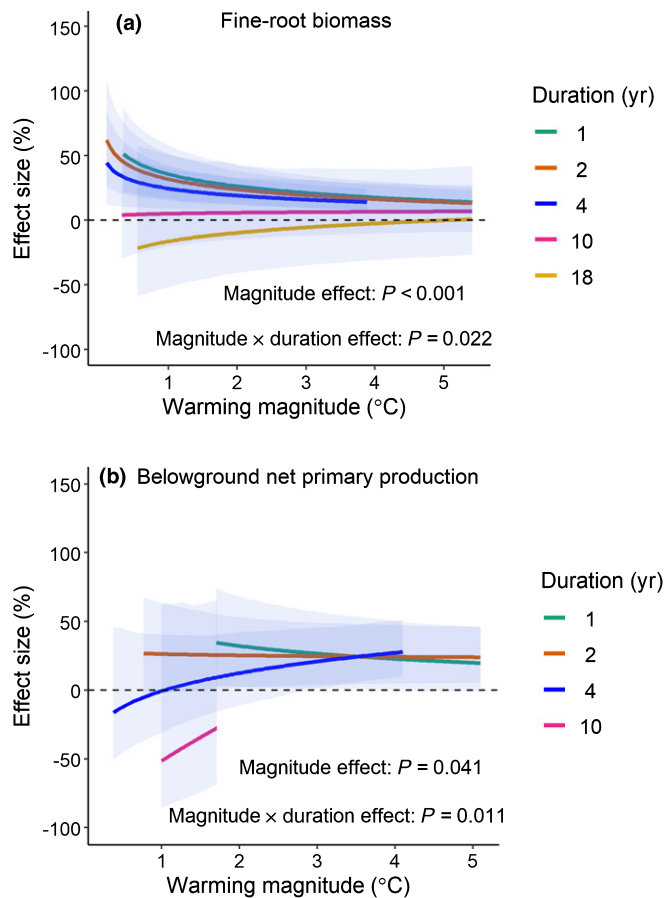 (a) Fine-root biomass
150
100
50
0
-50
-100
Effect size (%)
Magnitude effect: P < 0.001
Magnitude × duration effect: P = 0.022
1 2 3 4 5
Warming magnitude (°C)
Duration (yr)
1
2
4
10
18
(b) Belowground net primary production
150
100
50
0
-50
-100
Effect size (%)
Magnitude effect: P = 0.041
Magnitude × duration effect: P = 0.011
1 2 3 4 5
Warming magnitude (°C)
Duration (yr)
1
2
4
10